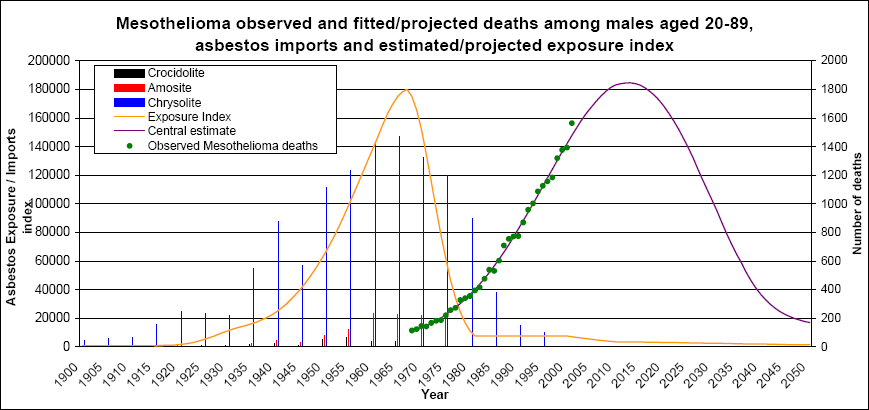 Mesothelioma observed and fitted/projected deaths among males aged 20-89,
asbestos imports and estimated/projected exposure index
200000
180000
160000
140000
120000
100000
80000
60000
40000
20000
0
Asbestos Exposure / Imports
index
Crocidolite
Amosite
Chrysolite
Exposure Index
Central estimate
Observed Mesothelioma deaths
2000
1800
1600
1400
1200
1000
800
600
400
200
0
Number of deaths
1900 1905 1910 1915 1920 1925 1930 1935 1940 1945 1950 1955 1960 1965 1970 1975 1980 1985 1990 1995 2000 2005 2010 2015 2020 2025 2030 2035 2040 2045 2050
Year